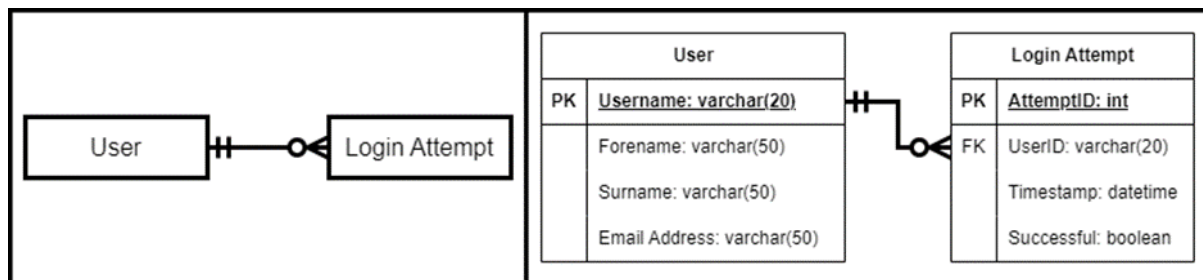 User
Login Attempt
User
PK Username: varchar(20)
Forename: varchar(50)
Surname: varchar(50)
Email Address: varchar(50)
Login Attempt
PK AttemptID: int
FK UserID: varchar(20)
Timestamp: datetime
Successful: boolean